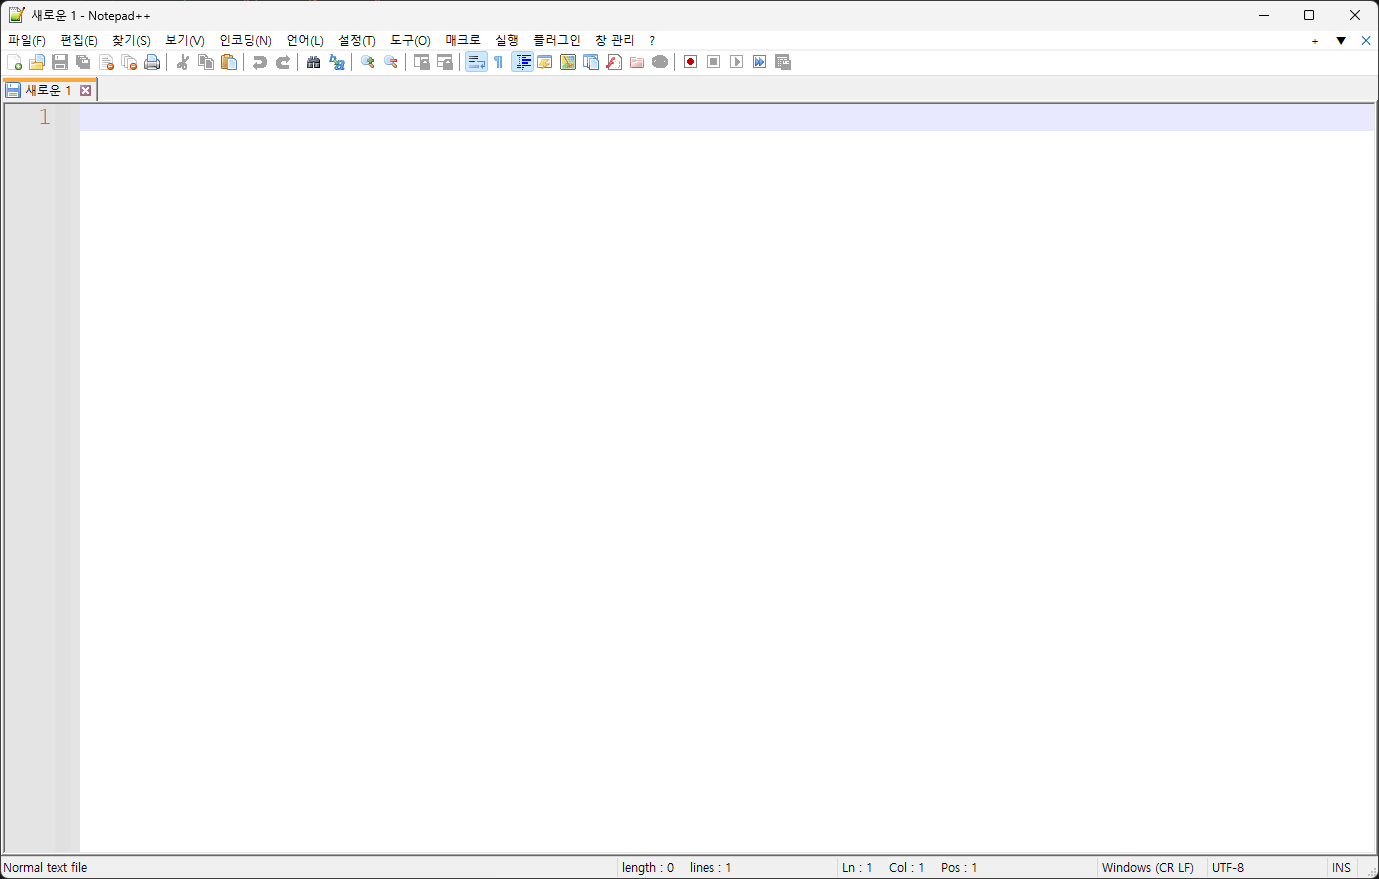 새로운 1 - Notepad++
파일(F) 편집(E) 찾기(S) 보기(V) 인코딩(N) 언어(L) 설정(T) 도구(O) 매크로 실행 플러그인 창 관리 ? + ▼ X
새로운 1
1
Normal text file length : 0 lines : 1 Ln : 1 Col : 1 Pos : 1 Windows (CR LF) UTF-8 INS